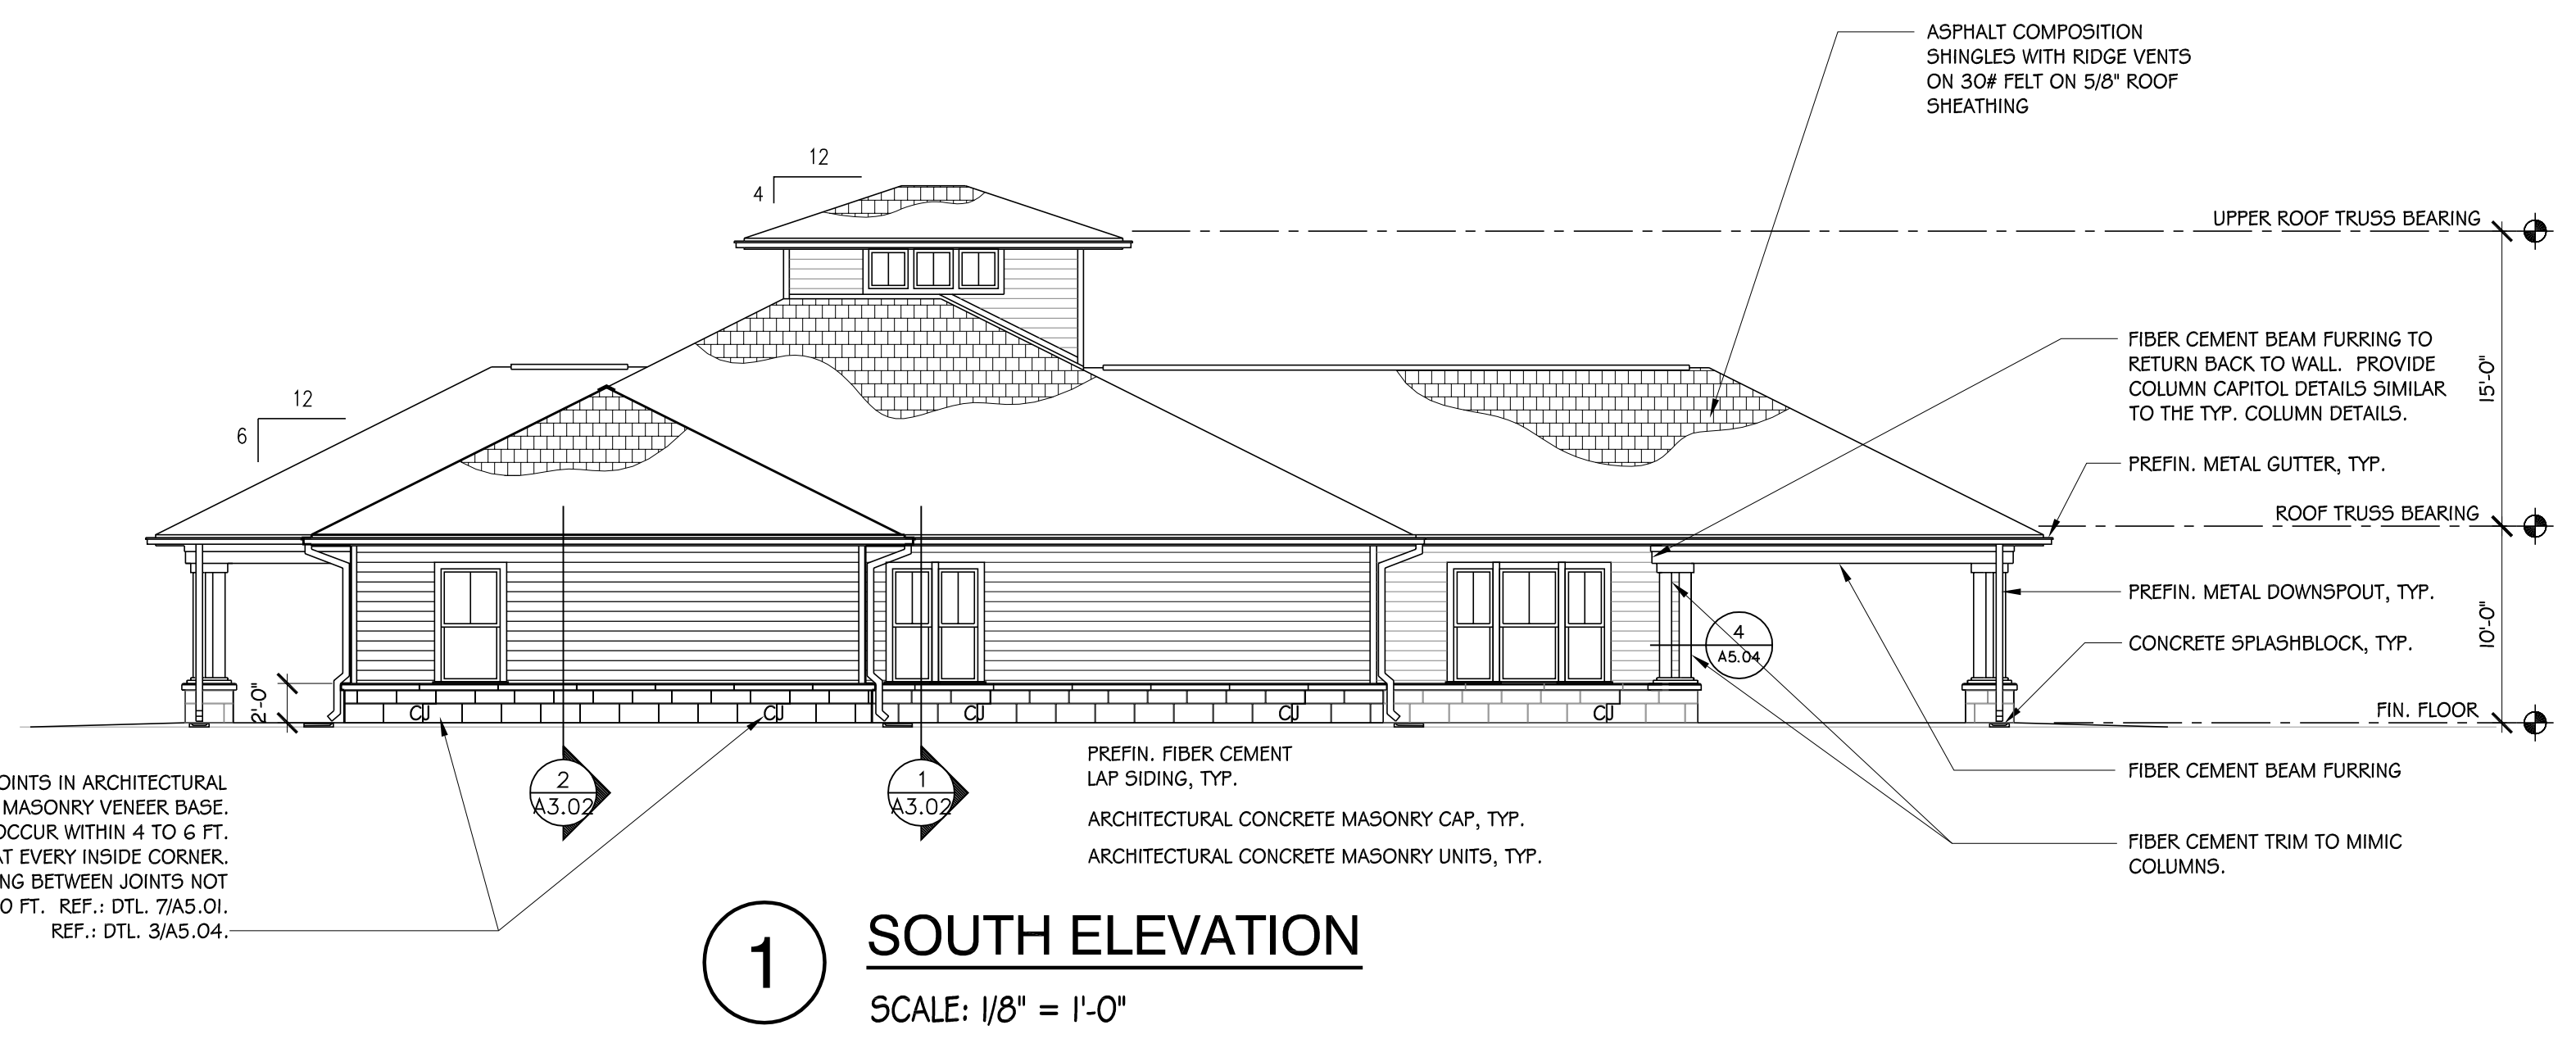 ASPHALT COMPOSITION
SHINGLES WITH RIDGE VENTS
ON 30# FELT ON 5/8" ROOF
SHEATHING
12
4
UPPER ROOF TRUSS BEARING
15'-0"
FIBER CEMENT BEAM FURRING TO
RETURN BACK TO WALL. PROVIDE
COLUMN CAPITOL DETAILS SIMILAR
TO THE TYP. COLUMN DETAILS.
12
6
PREFIN. METAL GUTTER, TYP.
ROOF TRUSS BEARING
PREFIN. METAL DOWNSPOUT, TYP.
10'-0"
4
A5.04
CONCRETE SPLASHBLOCK, TYP.
2'-0"
CJ
CJ
CJ
CJ
CJ
FIN. FLOOR
2
A3.02
1
A3.02
PREFIN. FIBER CEMENT
LAP SIDING, TYP.
ARCHITECTURAL CONCRETE MASONRY CAP, TYP.
ARCHITECTURAL CONCRETE MASONRY UNITS, TYP.
FIBER CEMENT BEAM FURRING
FIBER CEMENT TRIM TO MIMIC
COLUMNS.
OINTS IN ARCHITECTURAL
MASONRY VENEER BASE.
OCCUR WITHIN 4 TO 6 FT.
AT EVERY INSIDE CORNER.
NG BETWEEN JOINTS NOT
0 FT. REF.: DTL. 7/A5.01.
REF.: DTL. 3/A5.04.
1
SOUTH ELEVATION
SCALE: 1/8" = 1'-0"